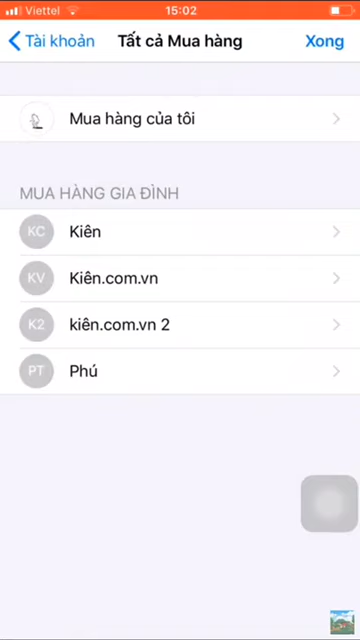 Viettel 15:02
Tài khoản Tất cả Mua hàng Xong
Mua hàng của tôi
MUA HÀNG GIA ĐÌNH
KC Kiên
KV Kiên.com.vn
K2 kiên.com.vn 2
PT Phú